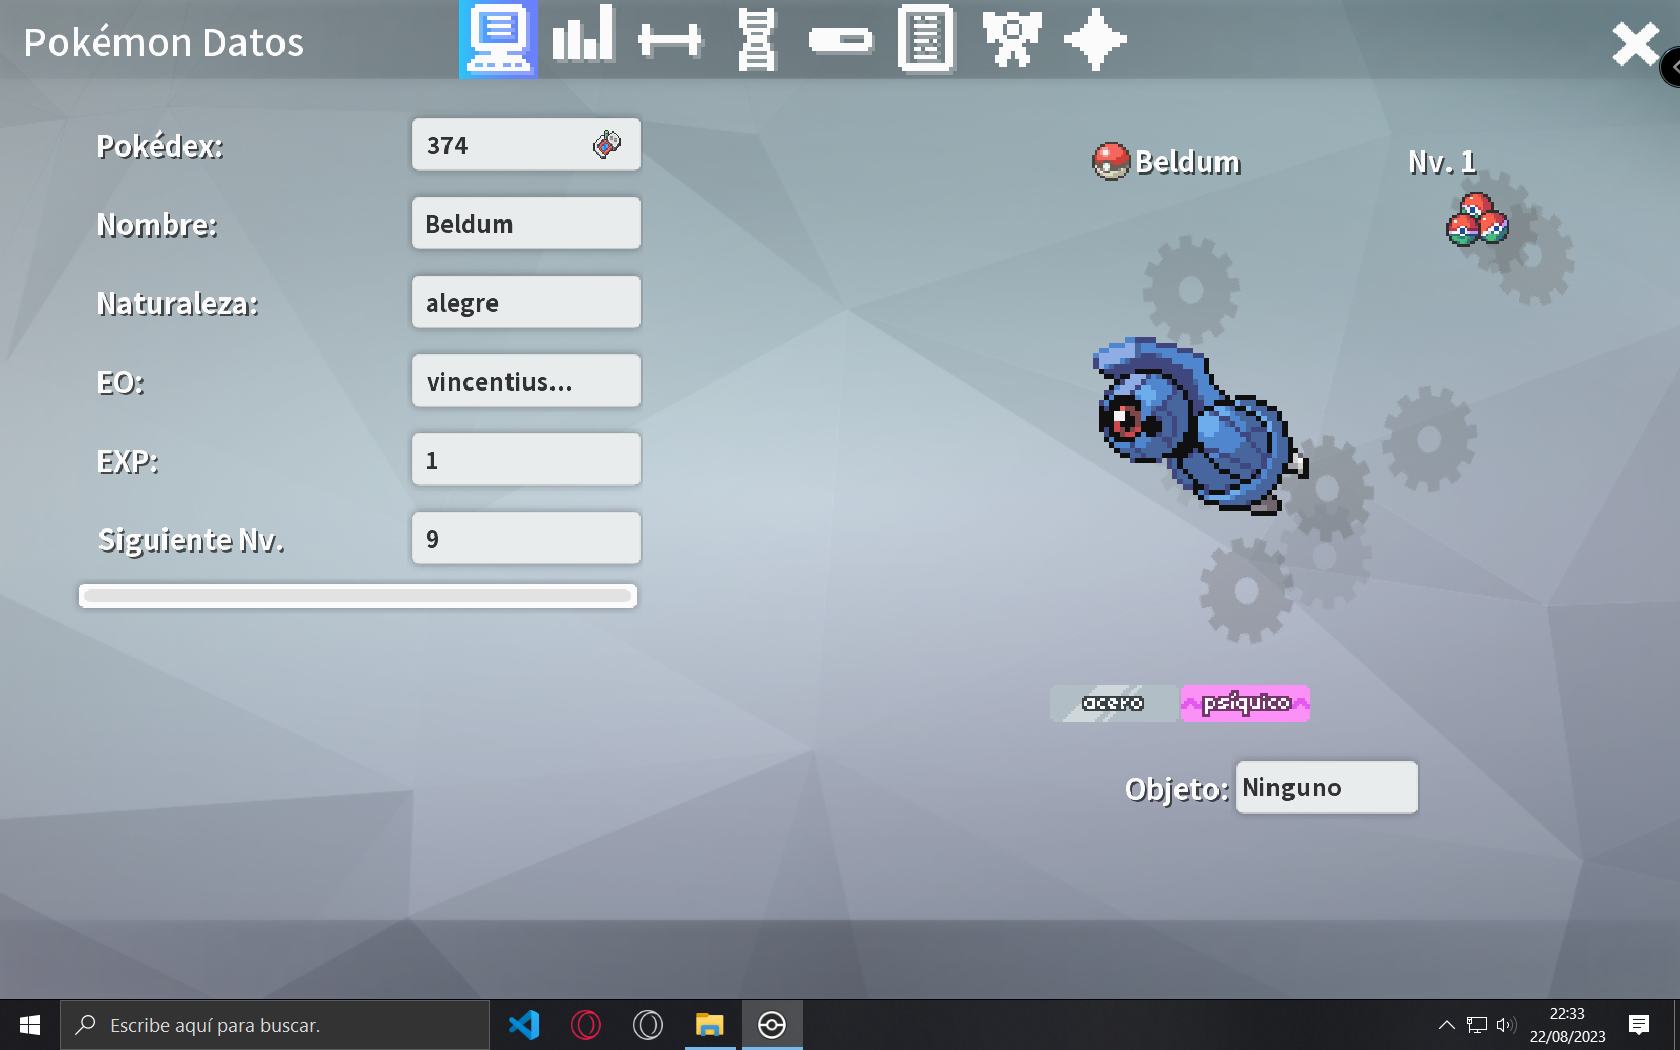 Pokémon Datos
Pokédex: 374
Nombre: Beldum
Naturaleza: alegre
EO: vincentius...
EXP: 1
Siguiente Nv. 9
Beldum Nv. 1
acero psíquico
Objeto: Ninguno
Escribe aquí para buscar.
22:33
22/08/2023